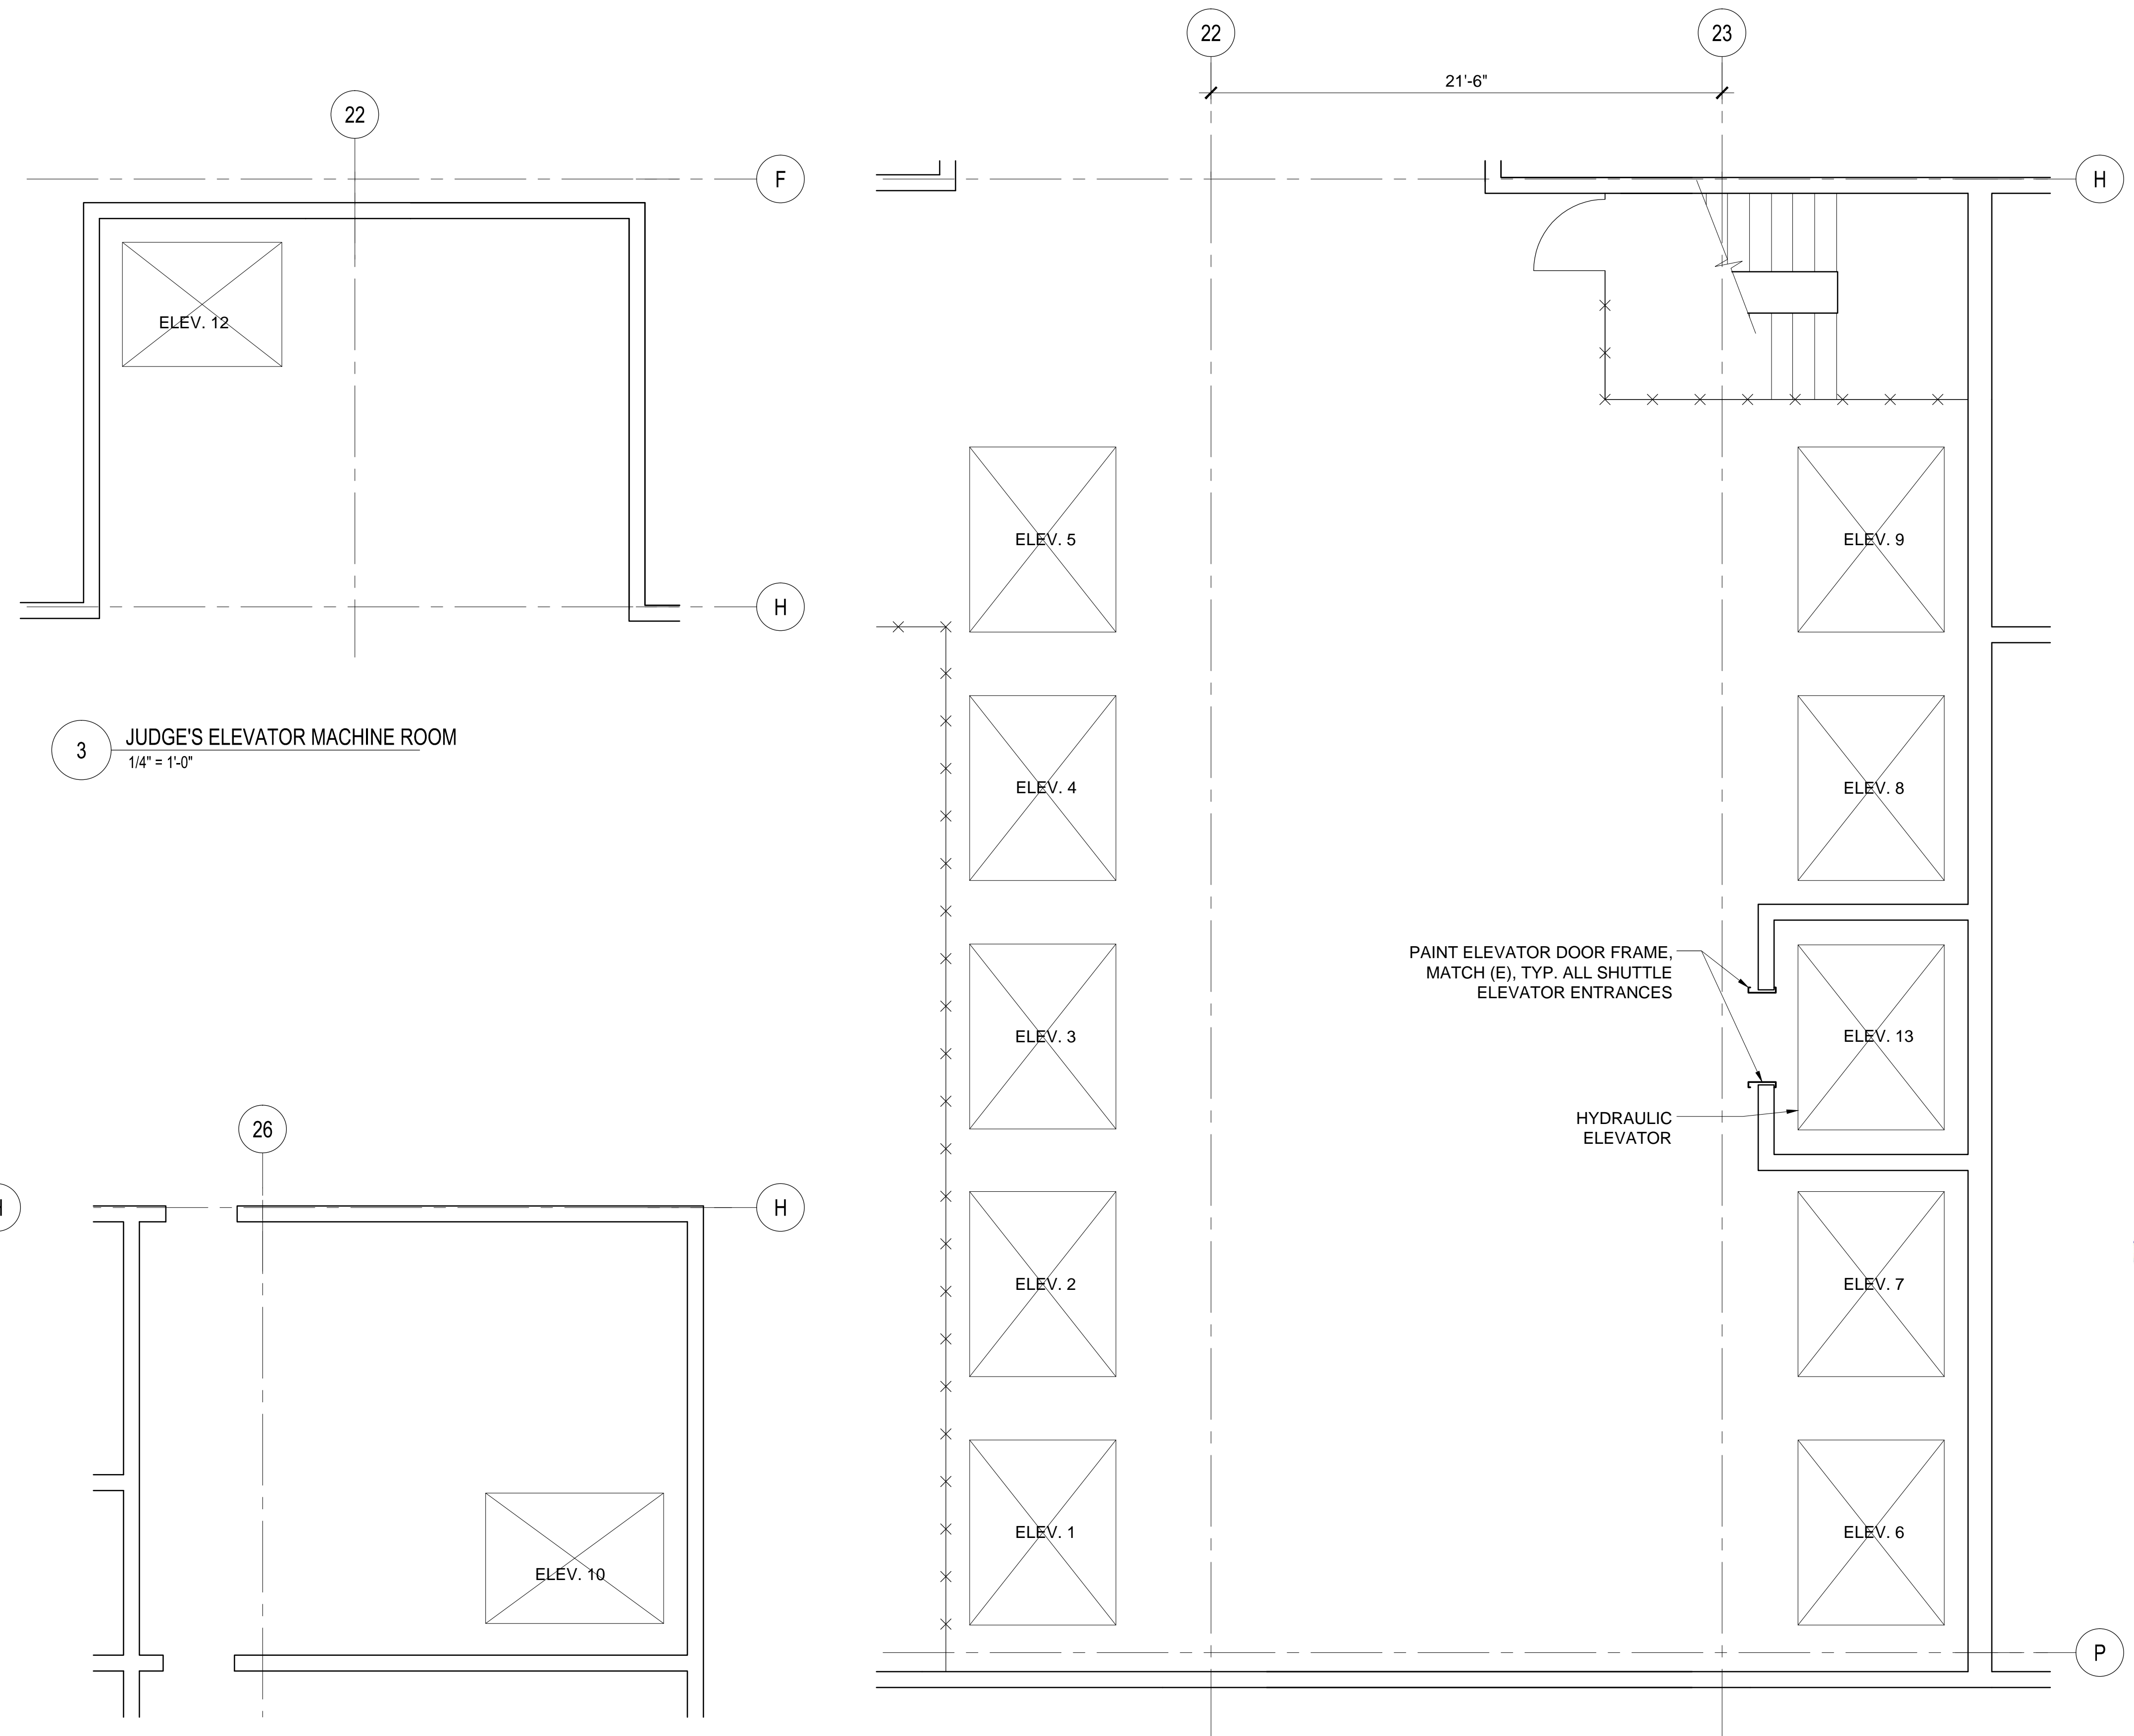 22
F
ELEV. 12
H
3
JUDGE'S ELEVATOR MACHINE ROOM
1/4" = 1'-0"
26
H
ELEV. 10
22
23
21'-6"
H
ELEV. 5
ELEV. 9
ELEV. 4
ELEV. 8
PAINT ELEVATOR DOOR FRAME,
MATCH (E), TYP. ALL SHUTTLE
ELEVATOR ENTRANCES
ELEV. 3
ELEV. 13
HYDRAULIC
ELEVATOR
ELEV. 2
ELEV. 7
ELEV. 1
ELEV. 6
P